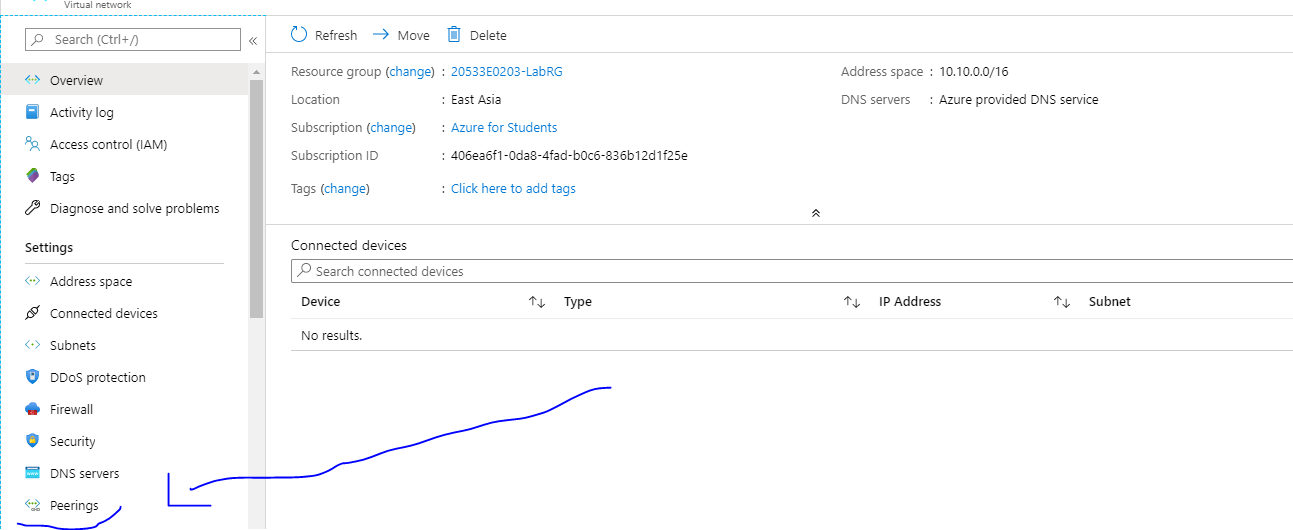 Virtual network
Search (Ctrl+/)
«
Refresh
Move
Delete
Overview
Activity log
Access control (IAM)
Tags
Diagnose and solve problems
Settings
Address space
Connected devices
Subnets
DDoS protection
Firewall
Security
DNS servers
Peerings
Resource group (change) : 20533E0203-LabRG
Location : East Asia
Subscription (change) : Azure for Students
Subscription ID : 406ea6f1-0da8-4fad-b0c6-836b12d1f25e
Tags (change) : Click here to add tags
Address space : 10.10.0.0/16
DNS servers : Azure provided DNS service
Connected devices
Search connected devices
Device Type IP Address Subnet
No results.